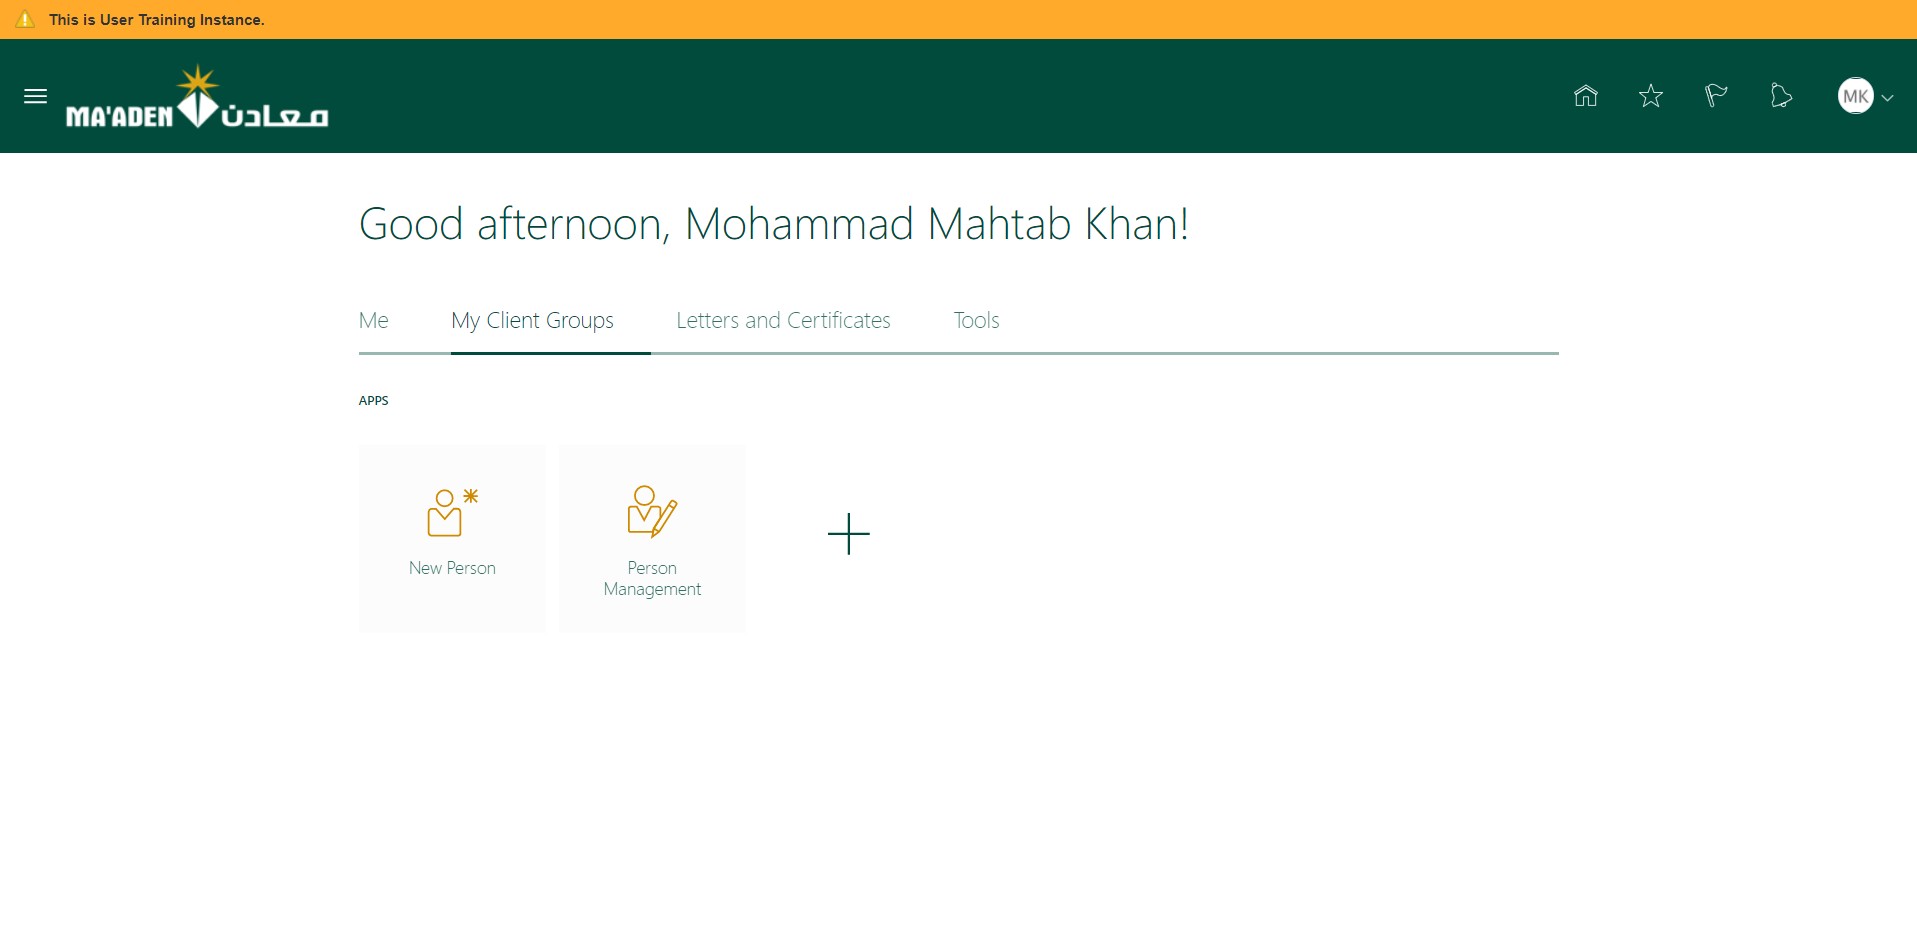 This is User Training Instance.
MA'ADEN معادن
MK
Good afternoon, Mohammad Mahtab Khan!
Me My Client Groups Letters and Certificates Tools
APPS
New Person
Person
Management